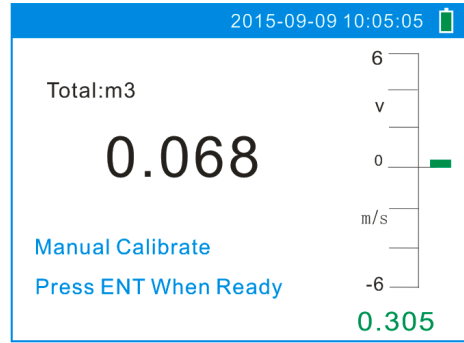 2015-09-09 10:05:05
Total:m3
0.068
Manual Calibrate
Press ENT When Ready
6
v
0
m/s
-6
0.305